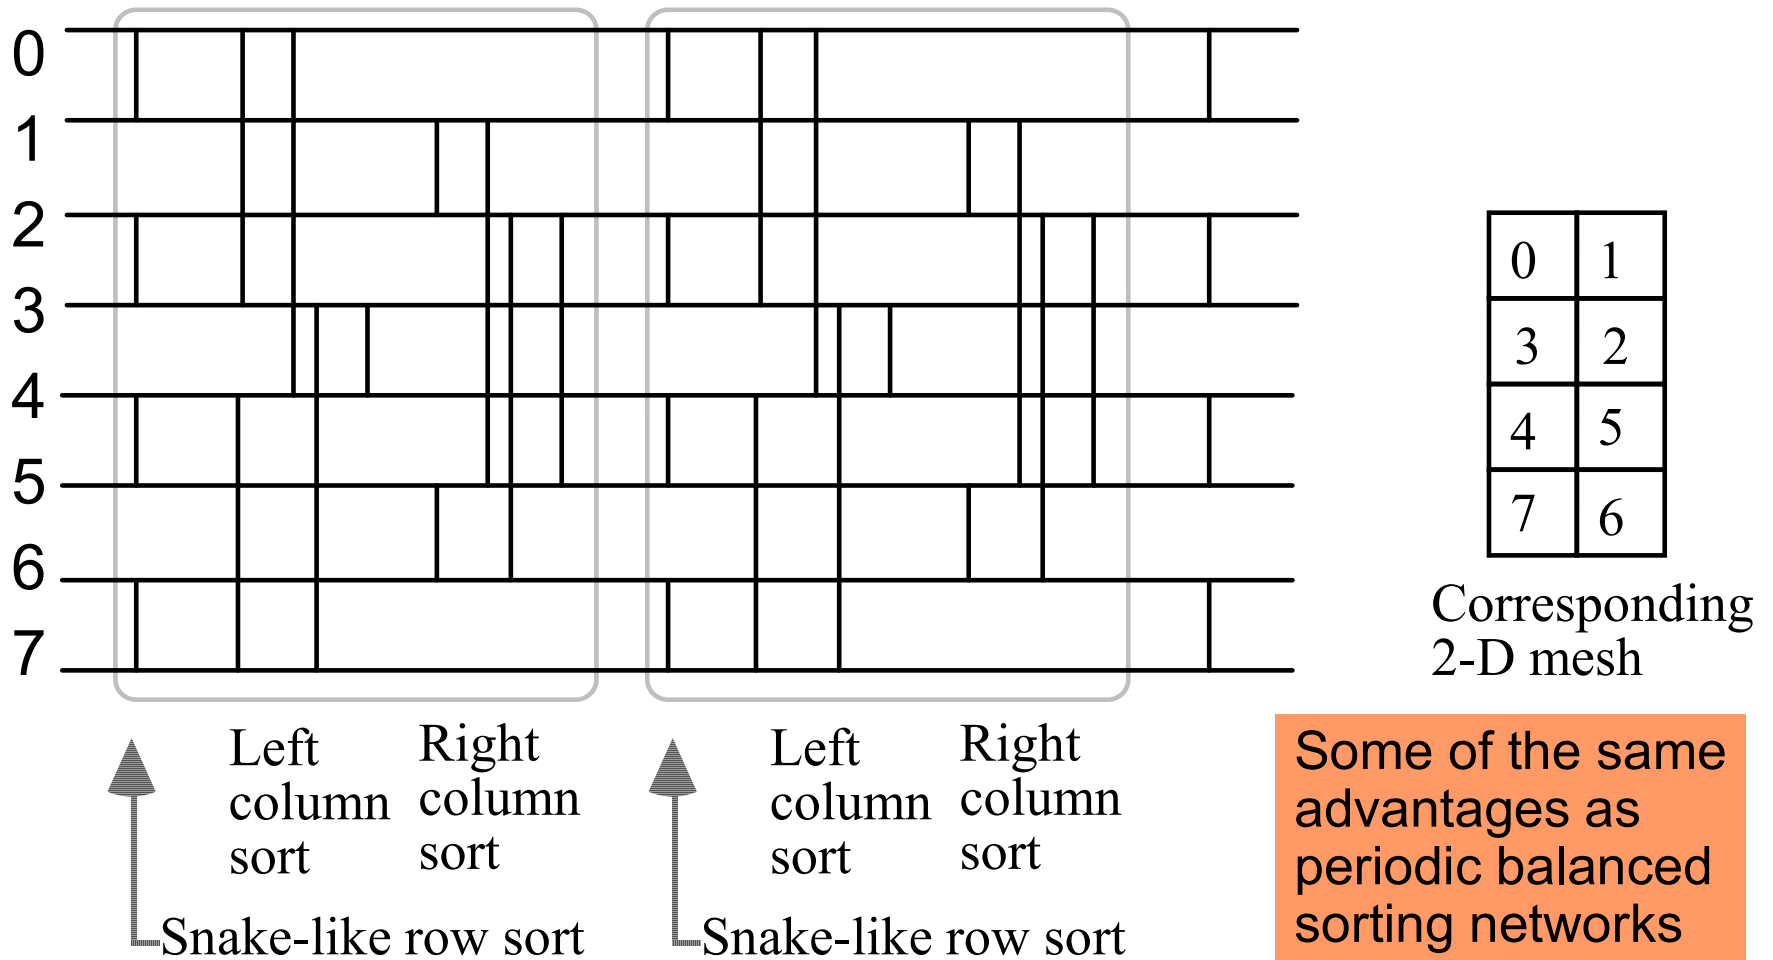 0
1
2
3
4
5
6
7
0 1
3 2
4 5
7 6
Corresponding
2-D mesh
Left
column
sort
Right
column
sort
Left
column
sort
Right
column
sort
Snake-like row sort
Snake-like row sort
Some of the same
advantages as
periodic balanced
sorting networks